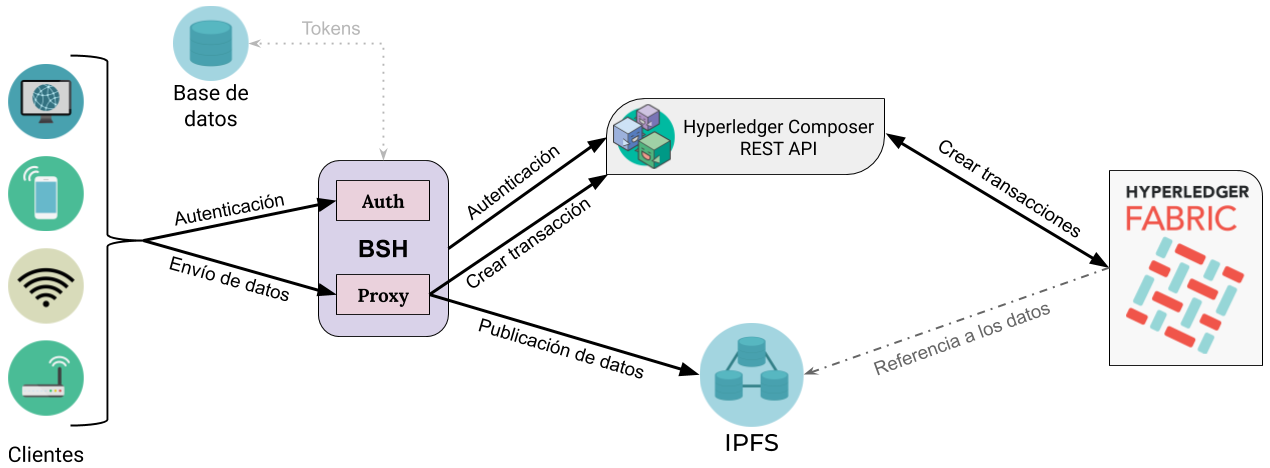 Tokens
Base de
datos
Hyperledger Composer
REST API
Autenticación
Auth
BSH
Proxy
Envío de datos
Autenticación
Crear transacción
Publicación de datos
Crear transacciones
HYPERLEDGER
FABRIC
Referencia a los datos
IPFS
Clientes